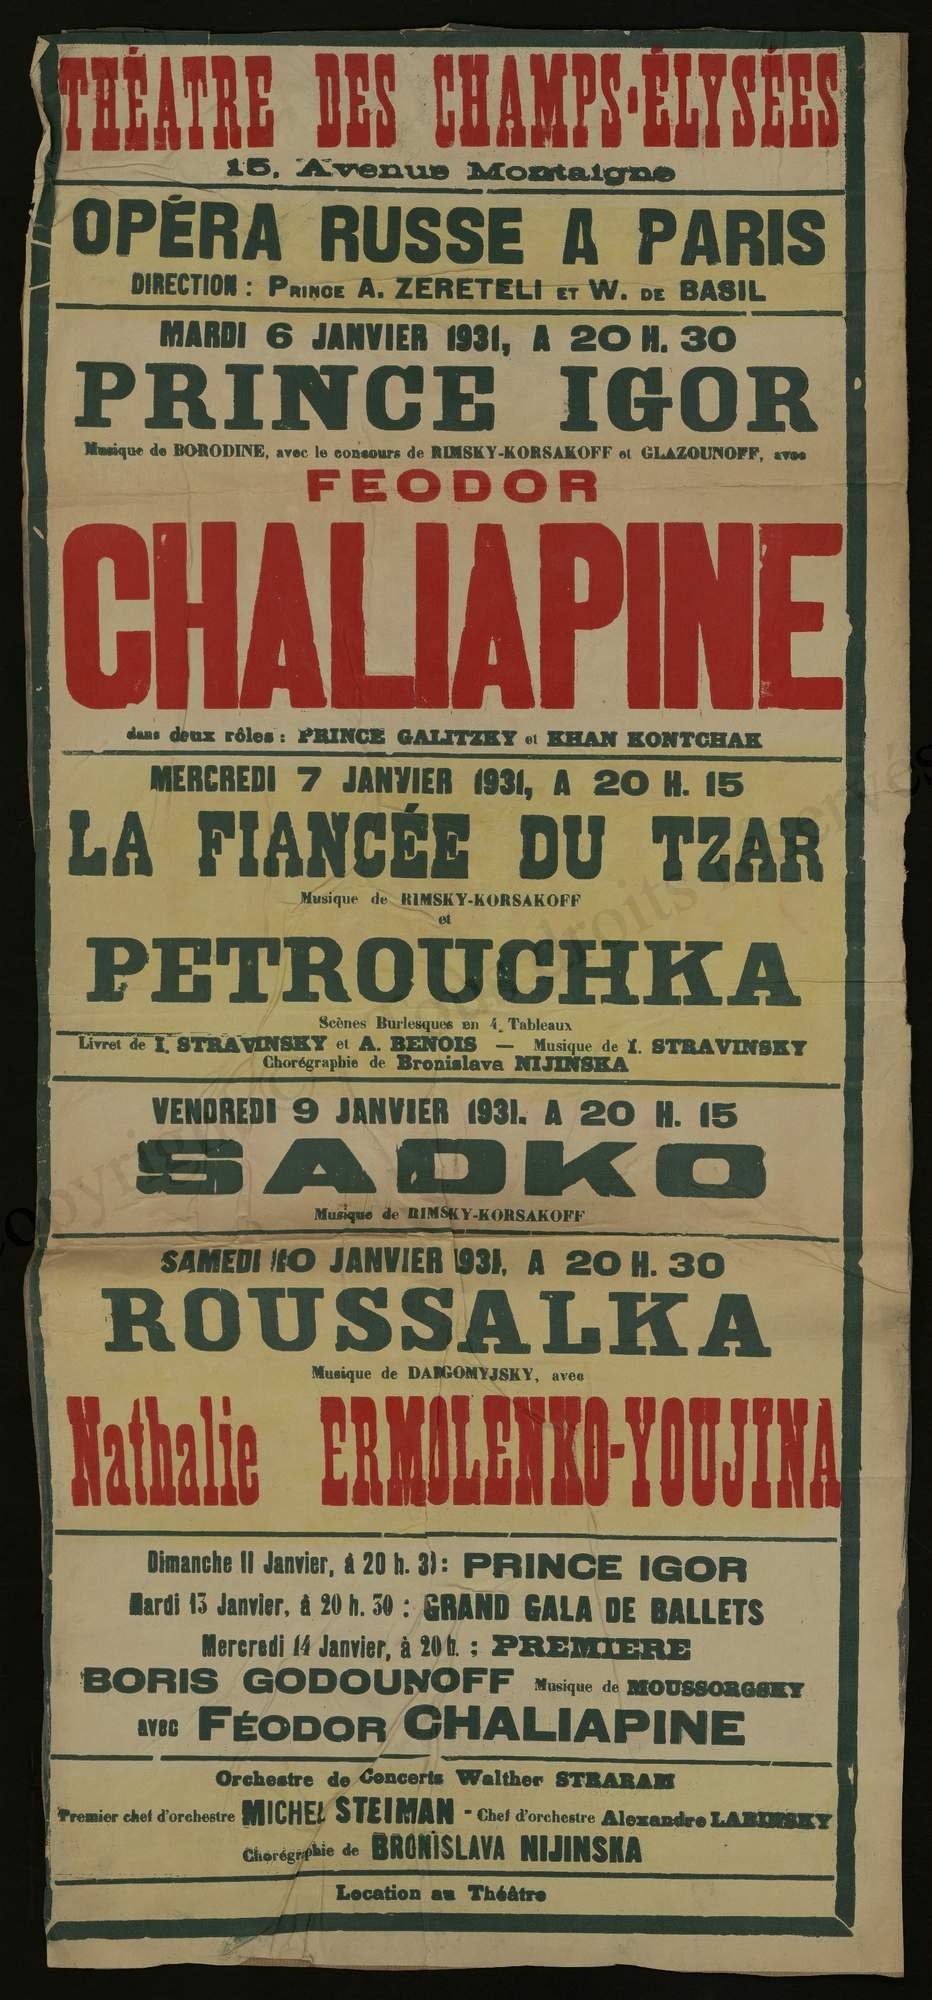 THÉATRE DES CHAMPS-ÉLYSÉES
15, Avenue Montaigne
OPÉRA RUSSE A PARIS
DIRECTION : PRINCE A. ZERETELI ET W. DE BASIL
MARDI 6 JANVIER 1931, A 20 H. 30
PRINCE IGOR
Musique de BORODINE, avec le concours de RIMSKY-KORSAKOFF et GLAZOUNOFF, avec
FEODOR
CHALIAPINE
dans deux rôles : PRINCE GALITZKY et KHAN KONTCHAK
MERCREDI 7 JANVIER 1931, A 20 H. 15
LA FIANCÉE DU TZAR
Musique de RIMSKY-KORSAKOFF
et
PETROUCHKA
Scènes Burlesques en 4 Tableaux
Livret de I. STRAVINSKY et A. BENOIS — Musique de I. STRAVINSKY
Chorégraphie de Bronislava NIJINSKA
VENDREDI 9 JANVIER 1931. A 20 H. 15
SADKO
Musique de RIMSKY-KORSAKOFF
SAMEDI 10 JANVIER 1931, A 20 H. 30
ROUSSALKA
Musique de DARGOMYJSKY, avec
Nathalie ERMOLENKO-YOUJINA
Dimanche 11 Janvier, à 20 h. 30 : PRINCE IGOR
Mardi 13 Janvier, à 20 h. 30 : GRAND GALA DE BALLETS
Mercredi 14 Janvier, à 20 h. : PREMIERE
BORIS GODOUNOFF Musique de MOUSSORGSKY
avec FÉODOR CHALIAPINE
Orchestre de Concerts Walther STRARAM
Premier chef d'orchestre MICHEL STEIMAN - Chef d'orchestre Alexandre LABINSKY
Chorégraphie de BRONISLAVA NIJINSKA
Location au Théâtre
copyright © tous droits réservés